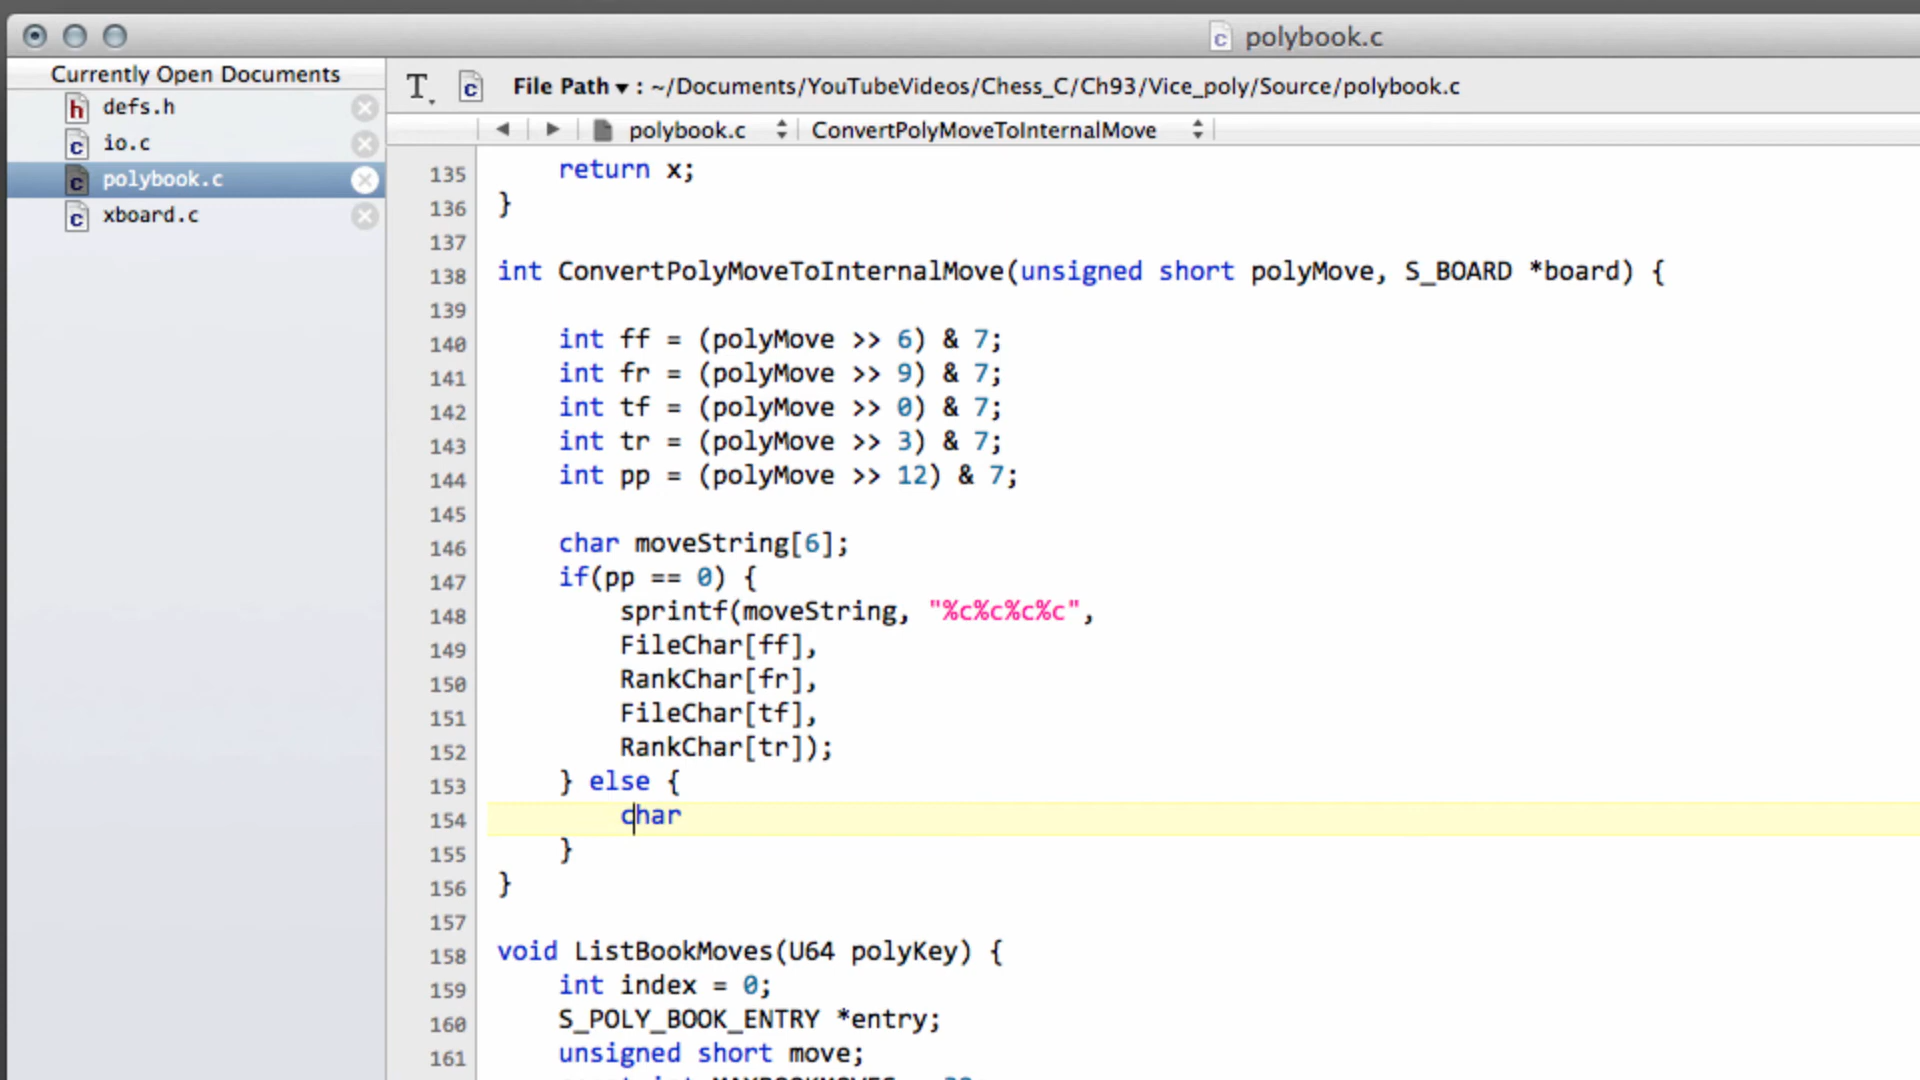 polybook.c
Currently Open Documents
defs.h
io.c
polybook.c
xboard.c
File Path ▾ : ~/Documents/YouTubeVideos/Chess_C/Ch93/Vice_poly/Source/polybook.c
polybook.c ConvertPolyMoveToInternalMove
135 return x;
136 }
137
138 int ConvertPolyMoveToInternalMove(unsigned short polyMove, S_BOARD *board) {
139
140 int ff = (polyMove >> 6) & 7;
141 int fr = (polyMove >> 9) & 7;
142 int tf = (polyMove >> 0) & 7;
143 int tr = (polyMove >> 3) & 7;
144 int pp = (polyMove >> 12) & 7;
145
146 char moveString[6];
147 if(pp == 0) {
148 sprintf(moveString, "%c%c%c%c",
149 FileChar[ff],
150 RankChar[fr],
151 FileChar[tf],
152 RankChar[tr]);
153 } else {
154 char
155 }
156 }
157
158 void ListBookMoves(U64 polyKey) {
159 int index = 0;
160 S_POLY_BOOK_ENTRY *entry;
161 unsigned short move;